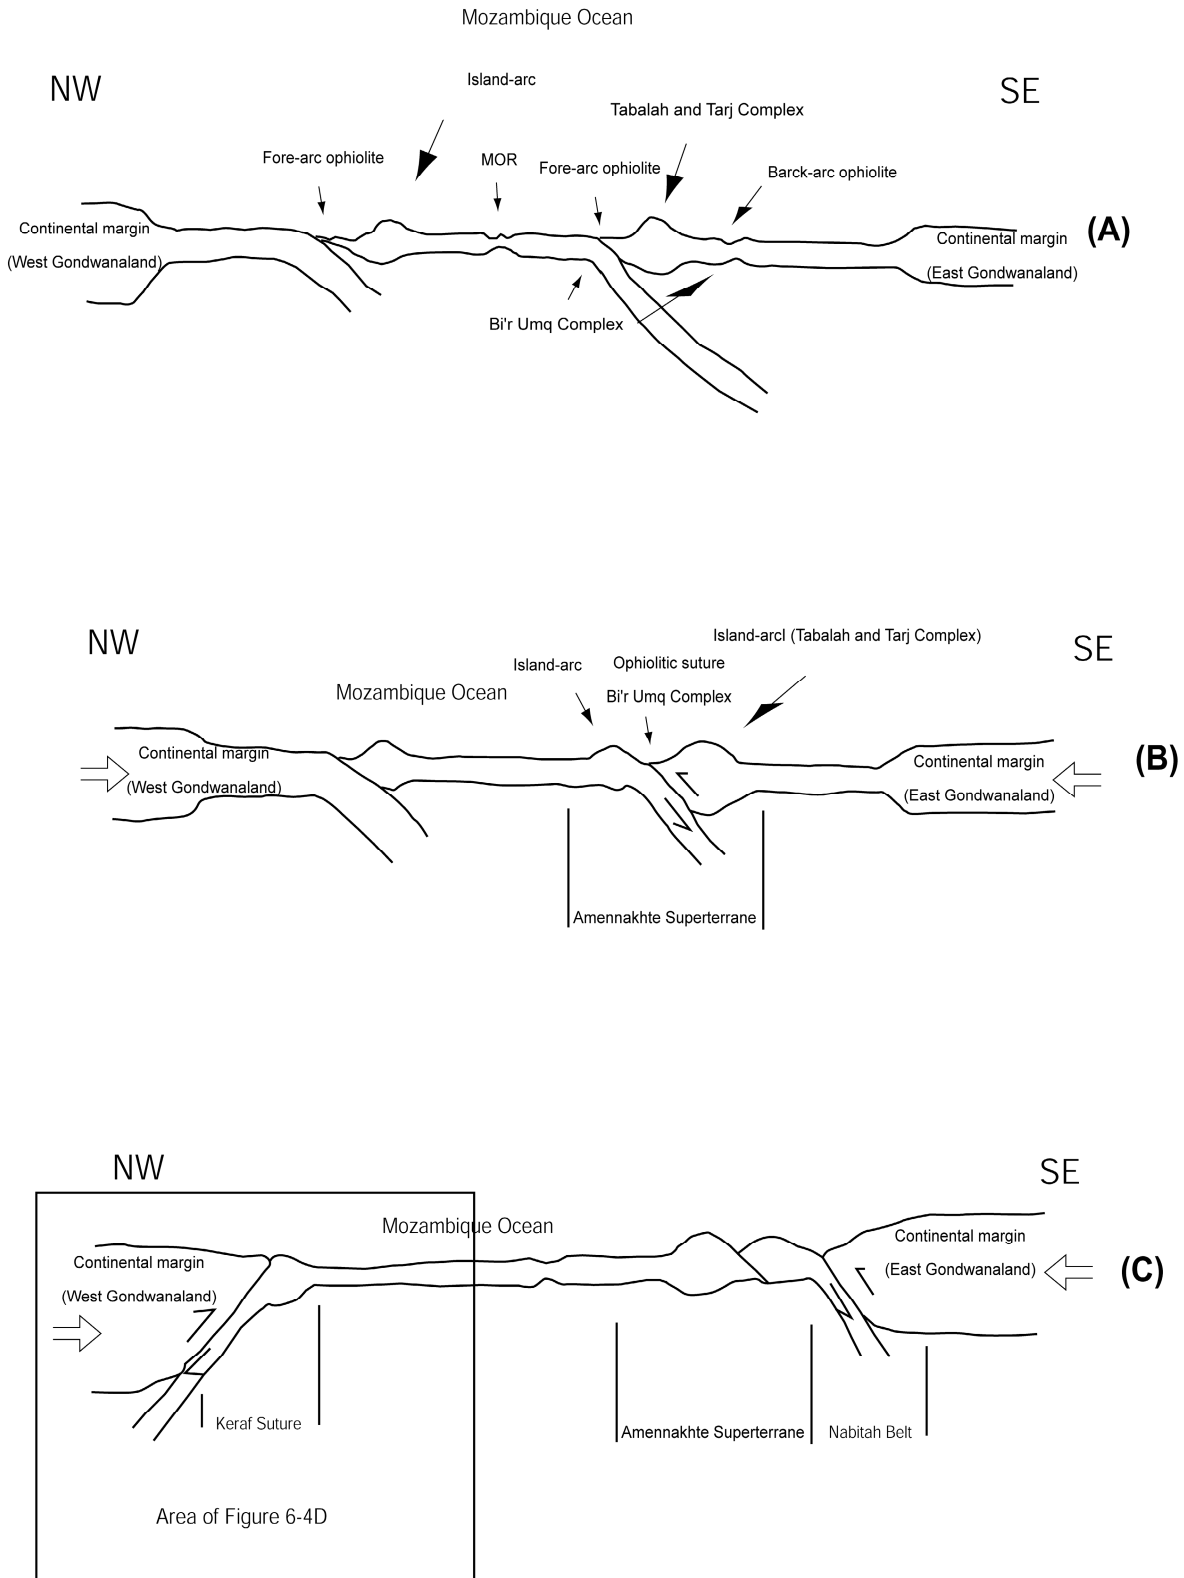 Mozambique Ocean
NW
SE
Island-arc
Tabalah and Tarj Complex
Fore-arc ophiolite
MOR
Fore-arc ophiolite
Barck-arc ophiolite
Continental margin
(West Gondwanaland)
Continental margin
(East Gondwanaland)
(A)
Bi'r Umq Complex
NW
SE
Island-arcl (Tabalah and Tarj Complex)
Island-arc
Ophiolitic suture
Bi'r Umq Complex
Mozambique Ocean
Continental margin
(West Gondwanaland)
Continental margin
(East Gondwanaland)
(B)
Amennakhte Superterrane
NW
SE
Mozambique Ocean
Continental margin
(West Gondwanaland)
Continental margin
(East Gondwanaland)
(C)
Keraf Suture
Amennakhte Superterrane
Nabitah Belt
Area of Figure 6-4D